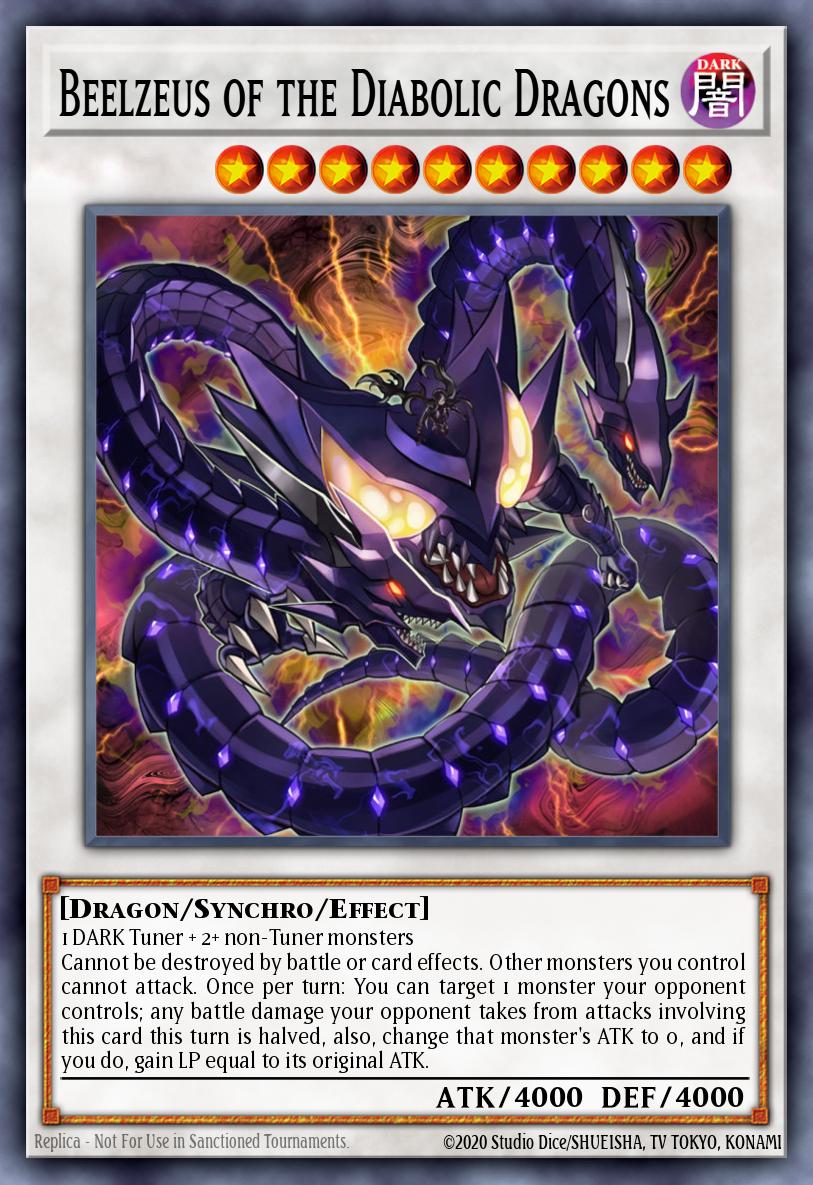 Beelzeus of the Diabolic Dragons
DARK
闇
[Dragon/Synchro/Effect]
1 DARK Tuner + 2+ non-Tuner monsters
Cannot be destroyed by battle or card effects. Other monsters you control
cannot attack. Once per turn: You can target 1 monster your opponent
controls; any battle damage your opponent takes from attacks involving
this card this turn is halved, also, change that monster's ATK to 0, and if
you do, gain LP equal to its original ATK.
ATK/4000 DEF/4000
Replica - Not For Use in Sanctioned Tournaments.
©2020 Studio Dice/SHUEISHA, TV TOKYO, KONAMI